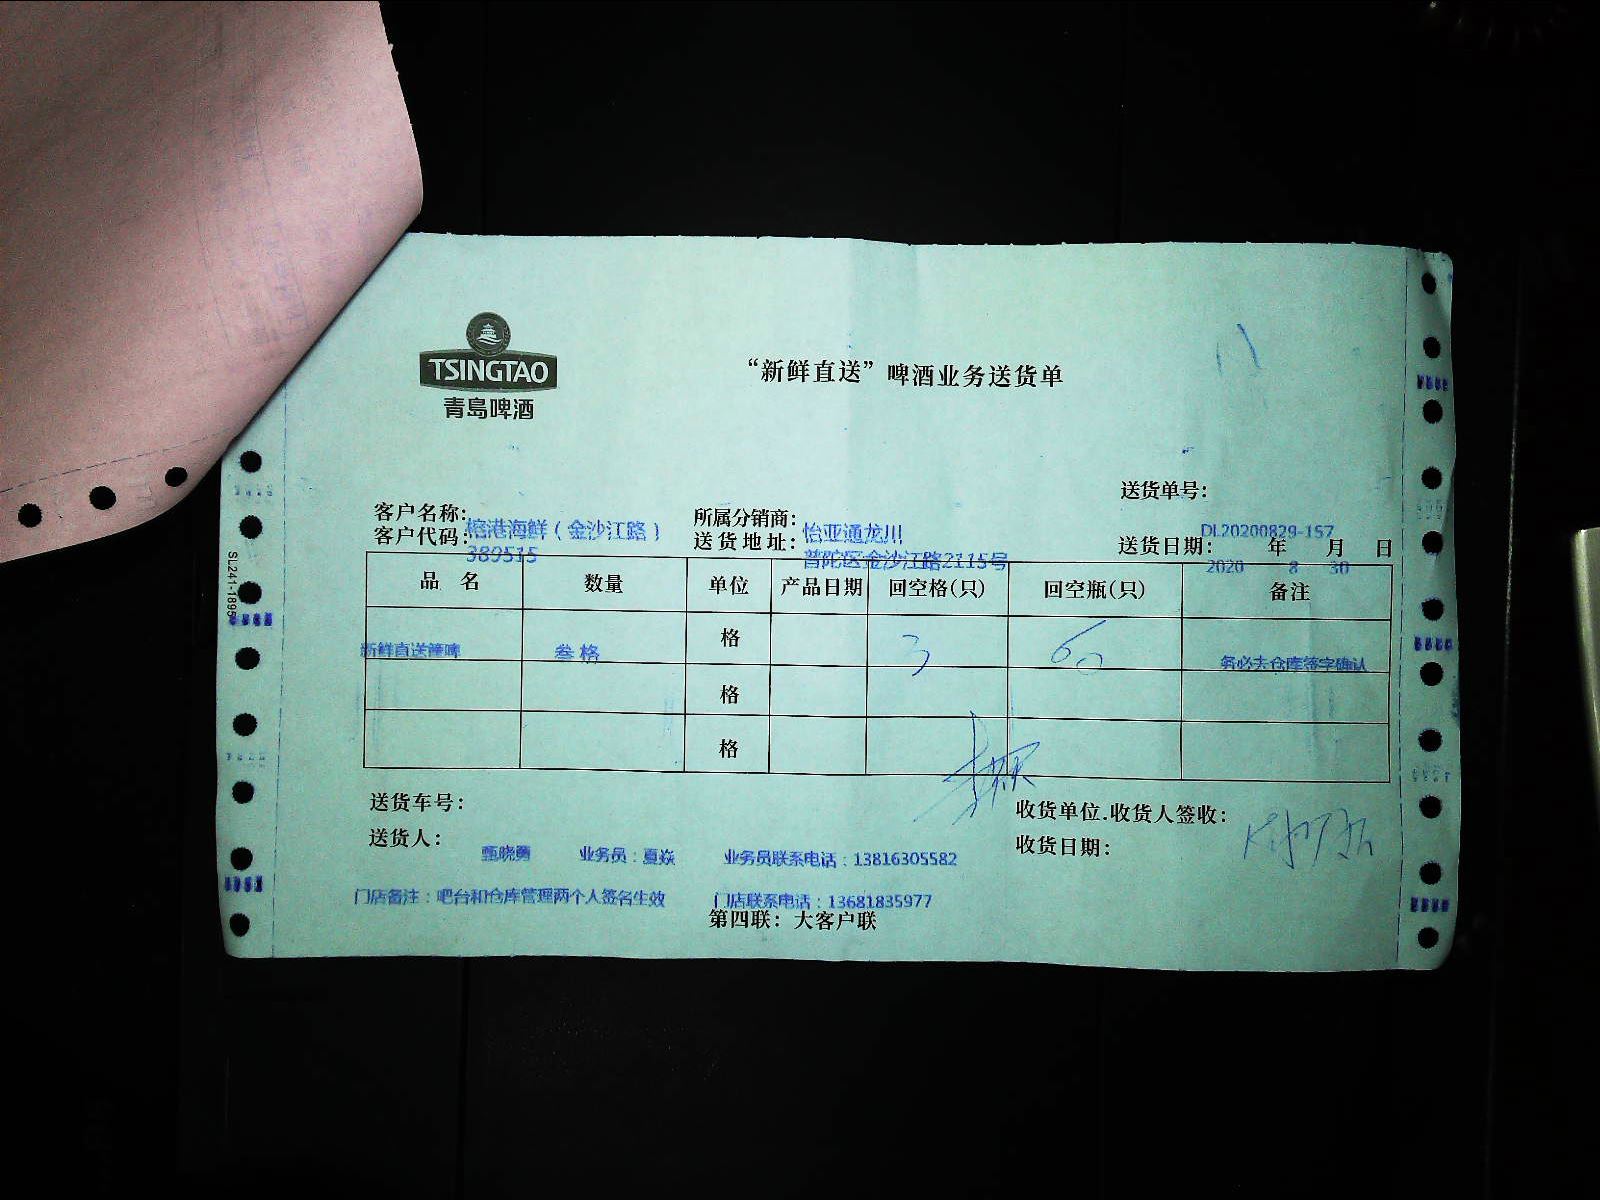 TSINGTAO
青島啤酒
“新鲜直送”啤酒业务送货单
送货单号：
DL20200829-157
客户名称：榕港海鲜（金沙江路）
所属分销商：怡亚通龙川
客户代码：389515
送货地址：普陀区金沙江路2115号
送货日期：2020年8月30日
品 名 数量 单位 产品日期 回空格(只) 回空瓶(只) 备注
新鲜直送箍啤 叁格 格 3 60 务必去仓库签字确认
格
格
送货车号：
收货单位.收货人签收：
送货人：甄晓勇 业务员：夏焱 业务员联系电话：13816305582
收货日期：
门店备注：吧台和仓库管理两个人签名生效 门店联系电话：13681835977
第四联：大客户联
SL241-1895